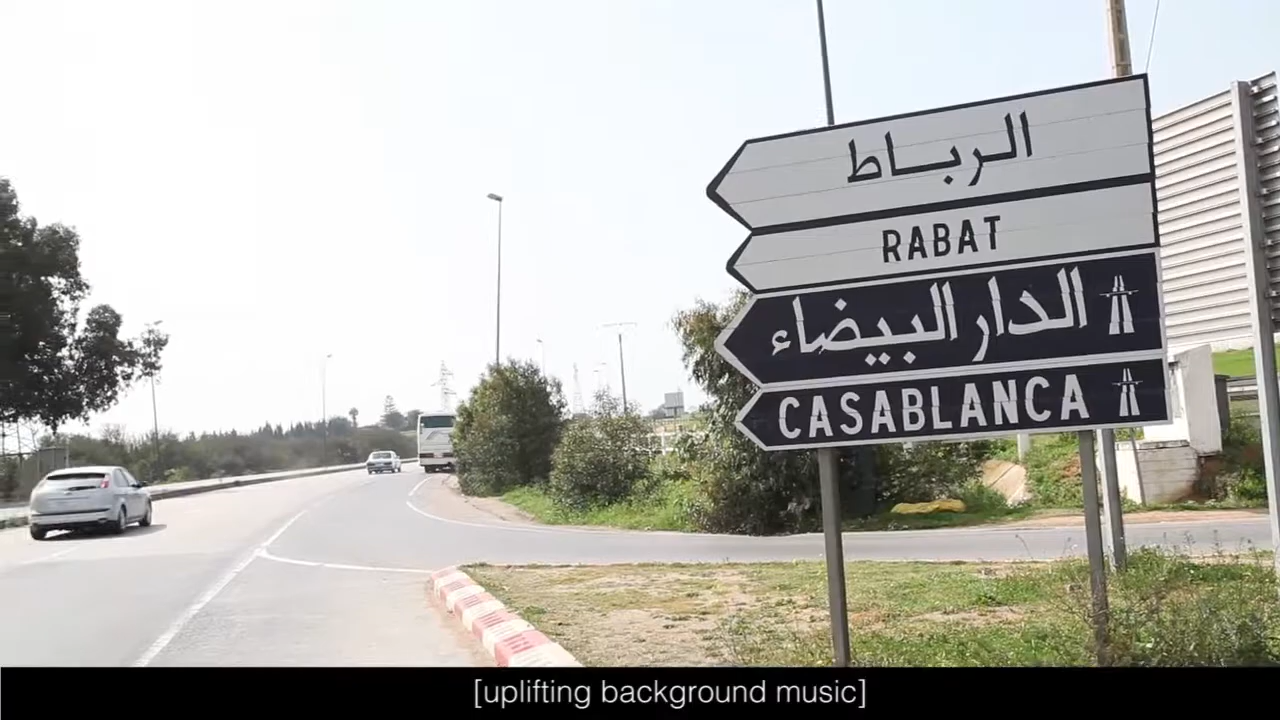 الرباط
RABAT
الدار البيضاء
CASABLANCA
[uplifting background music]